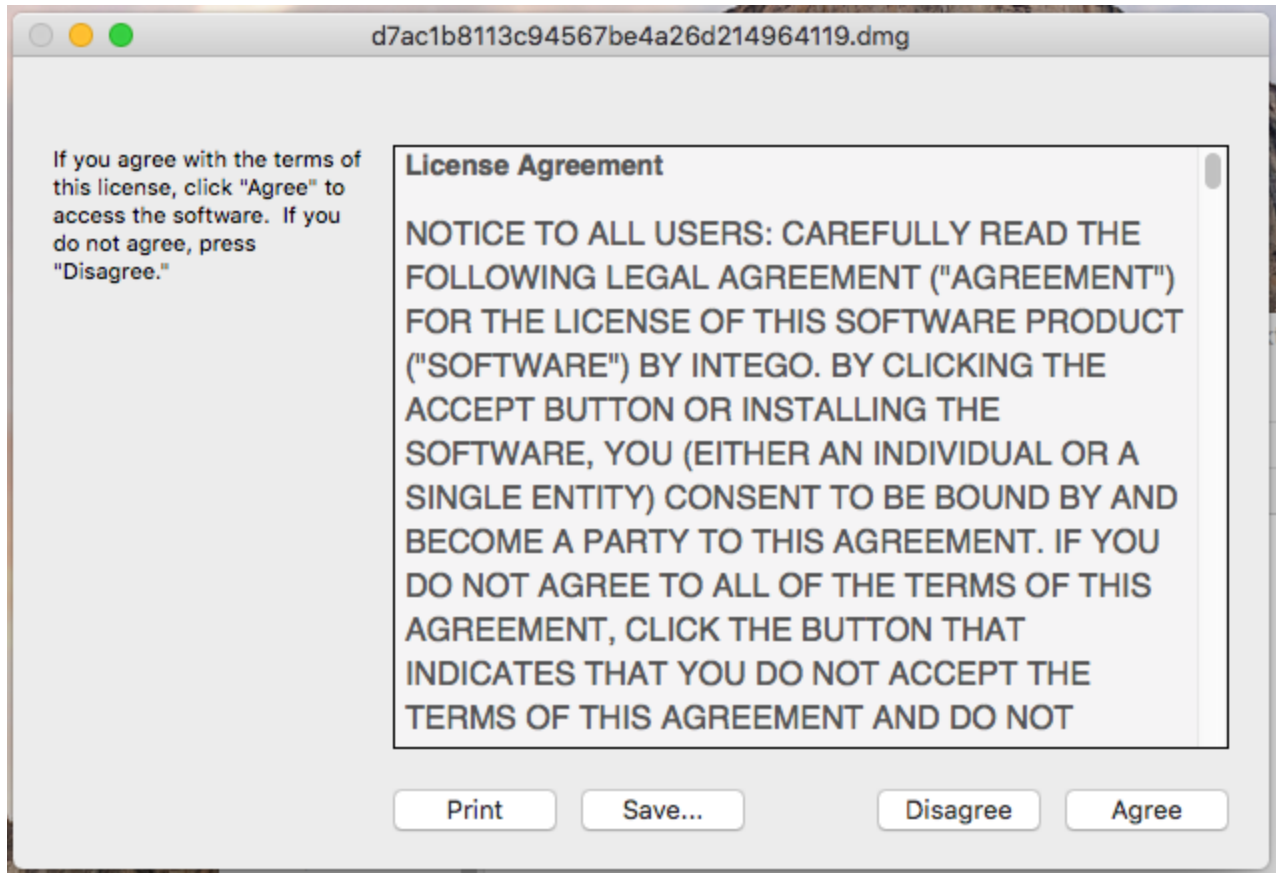 d7ac1b8113c94567be4a26d214964119.dmg
If you agree with the terms of
this license, click "Agree" to
access the software.  If you
do not agree, press
"Disagree."
License Agreement
NOTICE TO ALL USERS: CAREFULLY READ THE
FOLLOWING LEGAL AGREEMENT ("AGREEMENT")
FOR THE LICENSE OF THIS SOFTWARE PRODUCT
("SOFTWARE") BY INTEGO. BY CLICKING THE
ACCEPT BUTTON OR INSTALLING THE
SOFTWARE, YOU (EITHER AN INDIVIDUAL OR A
SINGLE ENTITY) CONSENT TO BE BOUND BY AND
BECOME A PARTY TO THIS AGREEMENT. IF YOU
DO NOT AGREE TO ALL OF THE TERMS OF THIS
AGREEMENT, CLICK THE BUTTON THAT
INDICATES THAT YOU DO NOT ACCEPT THE
TERMS OF THIS AGREEMENT AND DO NOT
Print Save... Disagree Agree